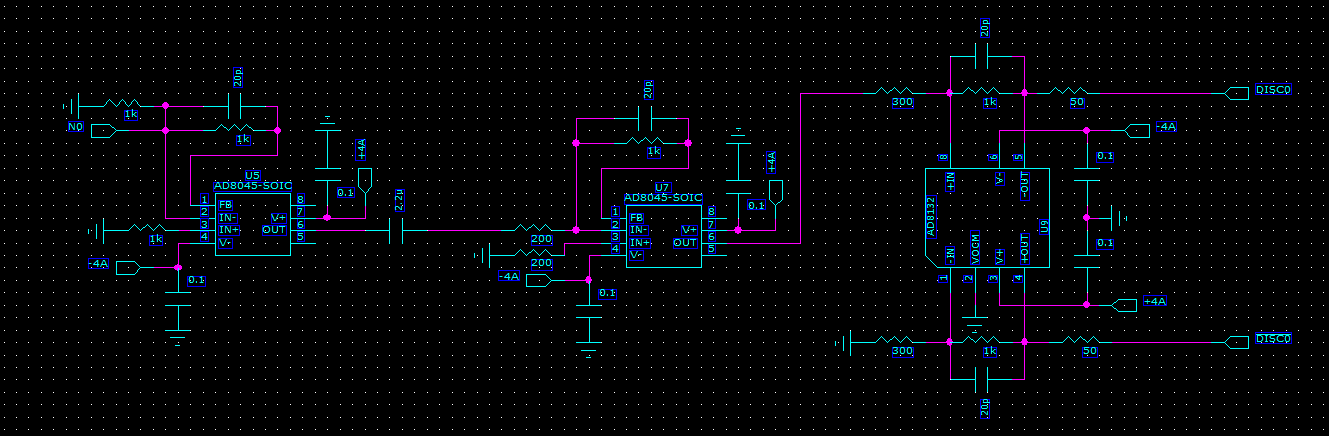 20p
1k
N0
1k
U5
AD8045-SOIC
1 FB 8
2 IN- V+ 7
3 IN+ OUT 6
4 V- 5
1k
-4A
0.1
0.1
+4A
2.2u
20p
1k
200
200
-4A
0.1
U7
AD8045-SOIC
1 FB 8
2 IN- V+ 7
3 IN+ OUT 6
4 V- 5
0.1
+4A
20p
300
1k
50
DISC0
-4A
0.1
8 6 5
+IN V- -OUT
AD8132
U9
-IN VOCM V+ +OUT
1 2 3 4
0.1
+4A
300
1k
50
DISC0
20p